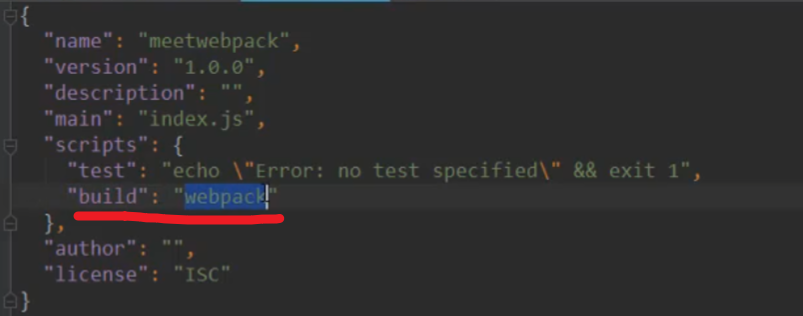 {
"name": "meetwebpack",
"version": "1.0.0",
"description": "",
"main": "index.js",
"scripts": {
"test": "echo \"Error: no test specified\" && exit 1",
"build": "webpack"
},
"author": "",
"license": "ISC"
}